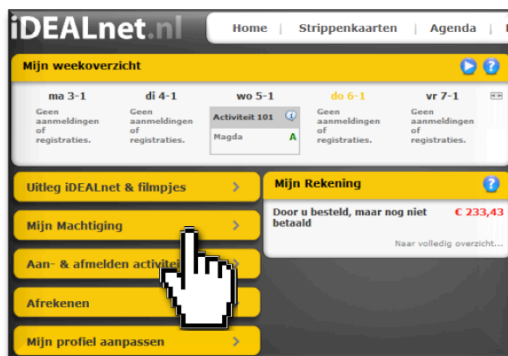 iDEALnet.nl
Home | Strippenkaarten | Agenda |
Mijn weekoverzicht
ma 3-1 di 4-1 wo 5-1 do 6-1 vr 7-1
Geen aanmeldingen of registraties.
Geen aanmeldingen of registraties.
Activiteit 101
Magda A
Geen aanmeldingen of registraties.
Geen aanmeldingen of registraties.
Uitleg iDEALnet & filmpjes >
Mijn Machtiging
Aan- & afmelden
Afrekenen
Mijn profiel aanpassen >
Mijn Rekening
Door u besteld, maar nog niet betaald € 233,43
Naar volledig overzicht...